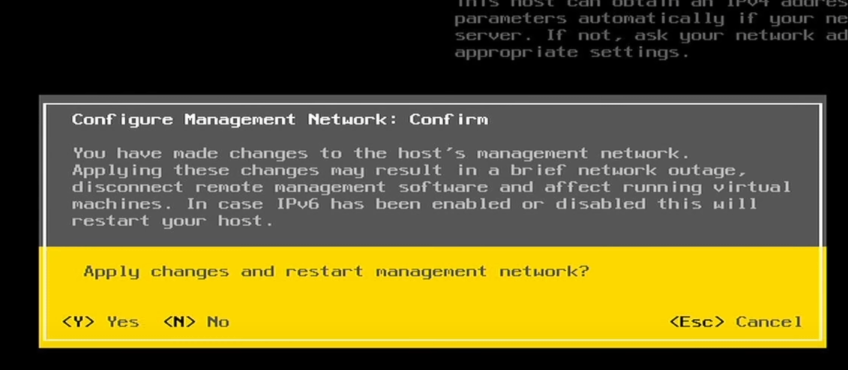 This host can obtain an IPv4 addres
parameters automatically if your ne
server. If not, ask your network ad
appropriate settings.
Configure Management Network: Confirm
You have made changes to the host's management network.
Applying these changes may result in a brief network outage,
disconnect remote management software and affect running virtual
machines. In case IPv6 has been enabled or disabled this will
restart your host.
Apply changes and restart management network?
<Y> Yes <N> No <Esc> Cancel